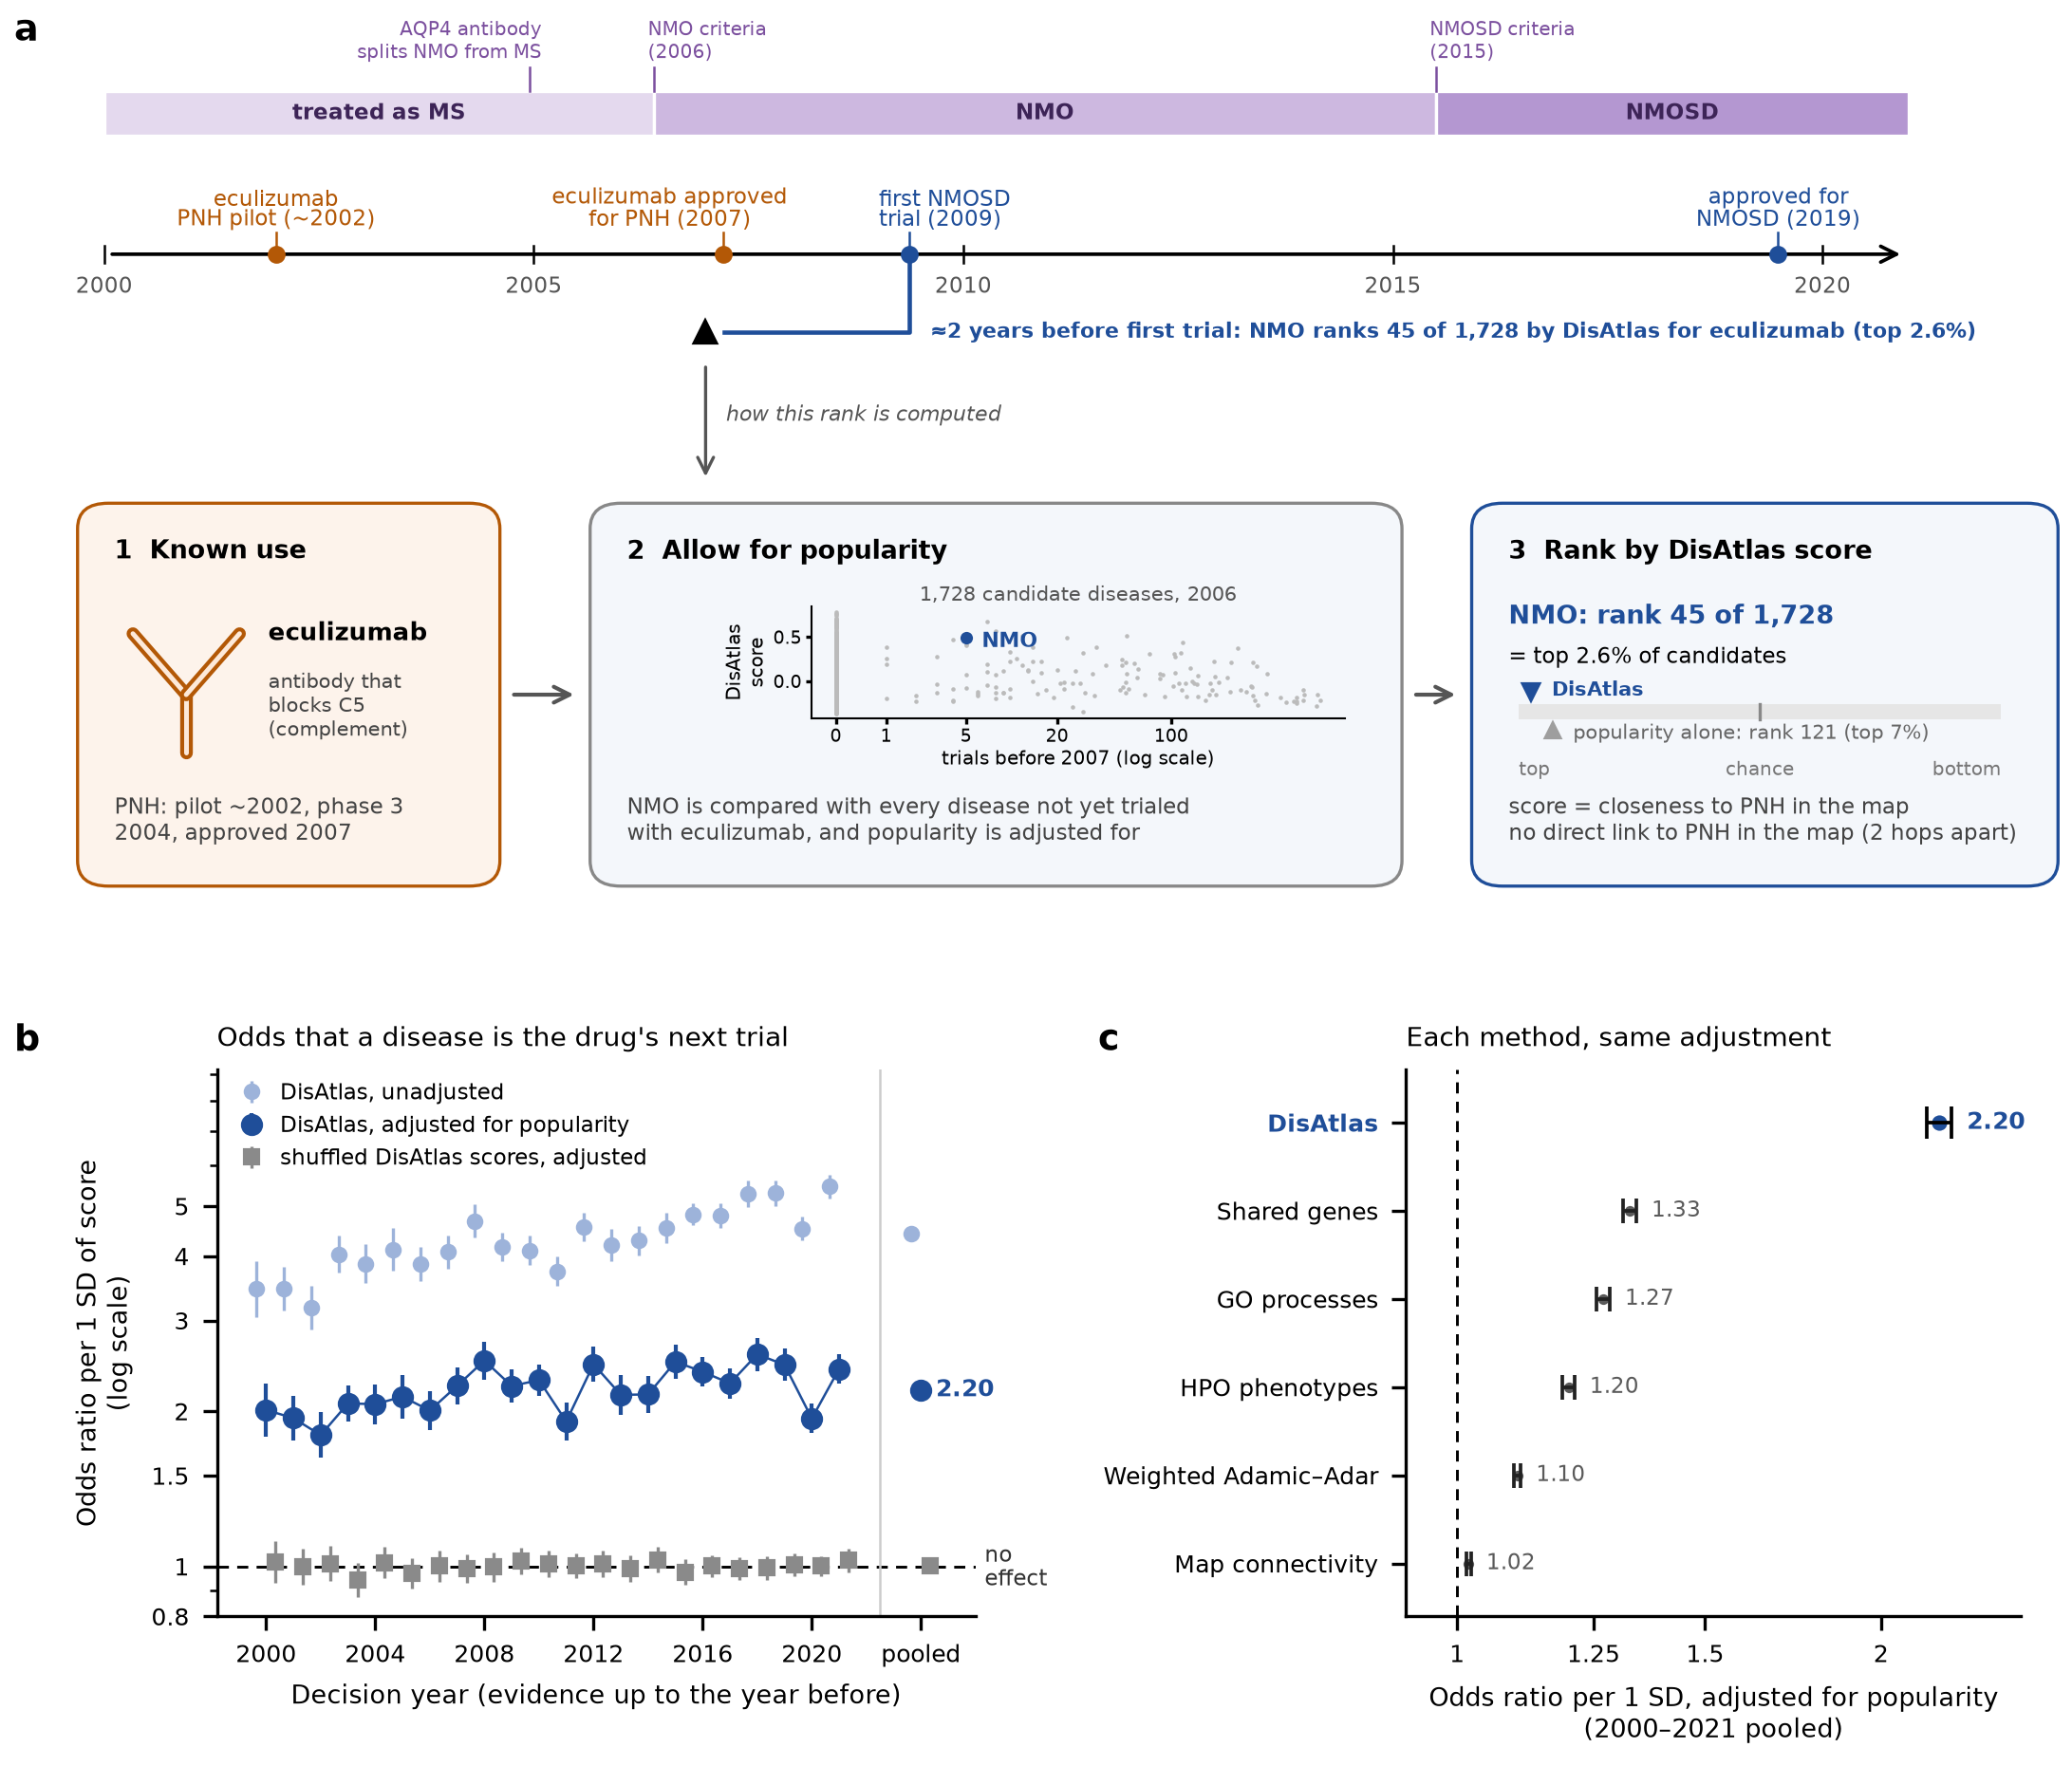 a
AQP4 antibody
splits NMO from MS
NMO criteria
(2006)
NMOSD criteria
(2015)
treated as MS
NMO
NMOSD
eculizumab
PNH pilot (~2002)
eculizumab approved
for PNH (2007)
first NMOSD
trial (2009)
approved for
NMOSD (2019)
2000
2005
2010
2015
2020
≈2 years before first trial: NMO ranks 45 of 1,728 by DisAtlas for eculizumab (top 2.6%)
how this rank is computed
1 Known use
eculizumab
antibody that
blocks C5
(complement)
PNH: pilot ~2002, phase 3
2004, approved 2007
2 Allow for popularity
1,728 candidate diseases, 2006
DisAtlas
score
0.5
0.0
NMO
0
1
5
20
100
trials before 2007 (log scale)
NMO is compared with every disease not yet trialed
with eculizumab, and popularity is adjusted for
3 Rank by DisAtlas score
NMO: rank 45 of 1,728
= top 2.6% of candidates
DisAtlas
popularity alone: rank 121 (top 7%)
top
chance
bottom
score = closeness to PNH in the map
no direct link to PNH in the map (2 hops apart)
b
Odds that a disease is the drug's next trial
DisAtlas, unadjusted
DisAtlas, adjusted for popularity
shuffled DisAtlas scores, adjusted
Odds ratio per 1 SD of score
(log scale)
5
4
3
2
1.5
1
0.8
2.20
no
effect
2000
2004
2008
2012
2016
2020
pooled
Decision year (evidence up to the year before)
c
Each method, same adjustment
DisAtlas
2.20
Shared genes
1.33
GO processes
1.27
HPO phenotypes
1.20
Weighted Adamic–Adar
1.10
Map connectivity
1.02
1
1.25
1.5
2
Odds ratio per 1 SD, adjusted for popularity
(2000–2021 pooled)